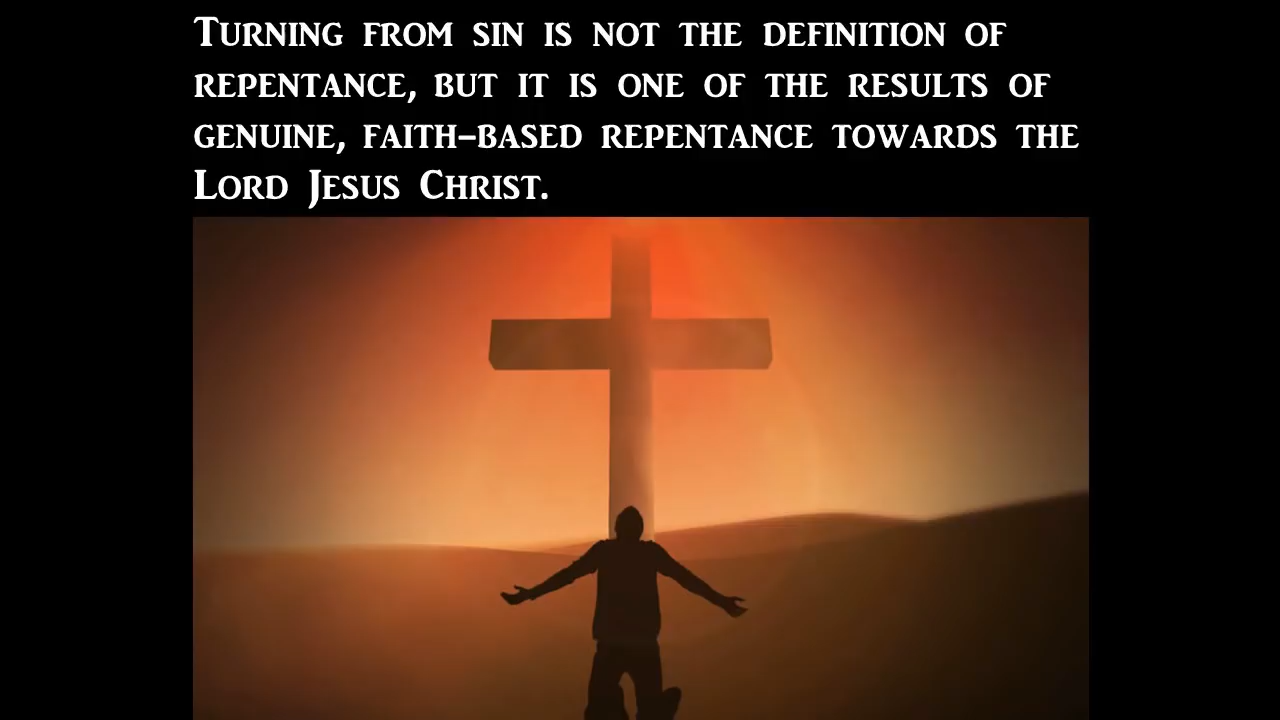 Turning from sin is not the definition of
repentance, but it is one of the results of
genuine, faith-based repentance towards the
Lord Jesus Christ.